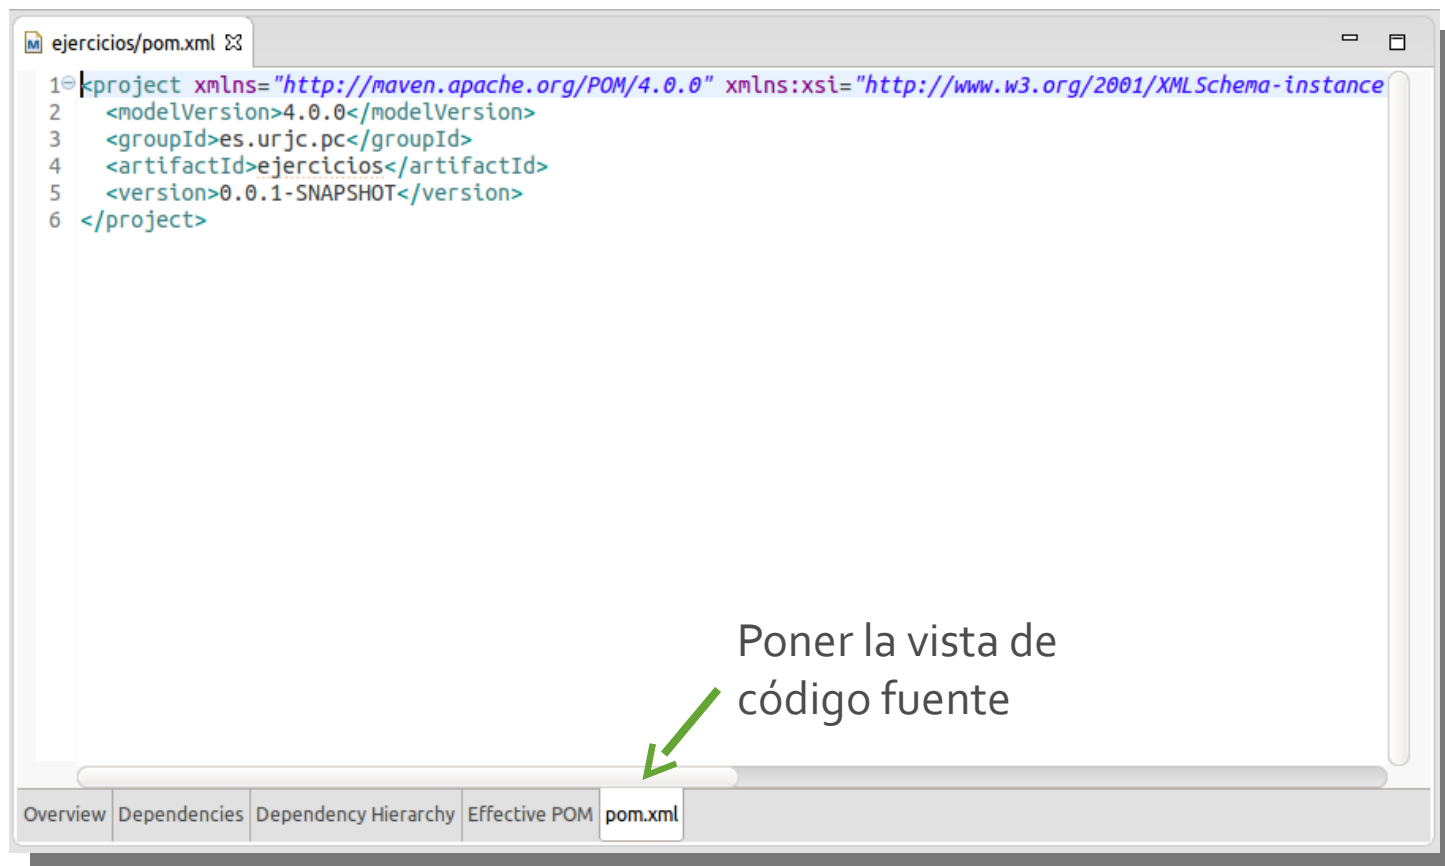 ejercicios/pom.xml
1 <project xmlns="http://maven.apache.org/POM/4.0.0" xmlns:xsi="http://www.w3.org/2001/XMLSchema-instance
2 <modelVersion>4.0.0</modelVersion>
3 <groupId>es.urjc.pc</groupId>
4 <artifactId>ejercicios</artifactId>
5 <version>0.0.1-SNAPSHOT</version>
6 </project>
Poner la vista de
código fuente
Overview Dependencies Dependency Hierarchy Effective POM pom.xml